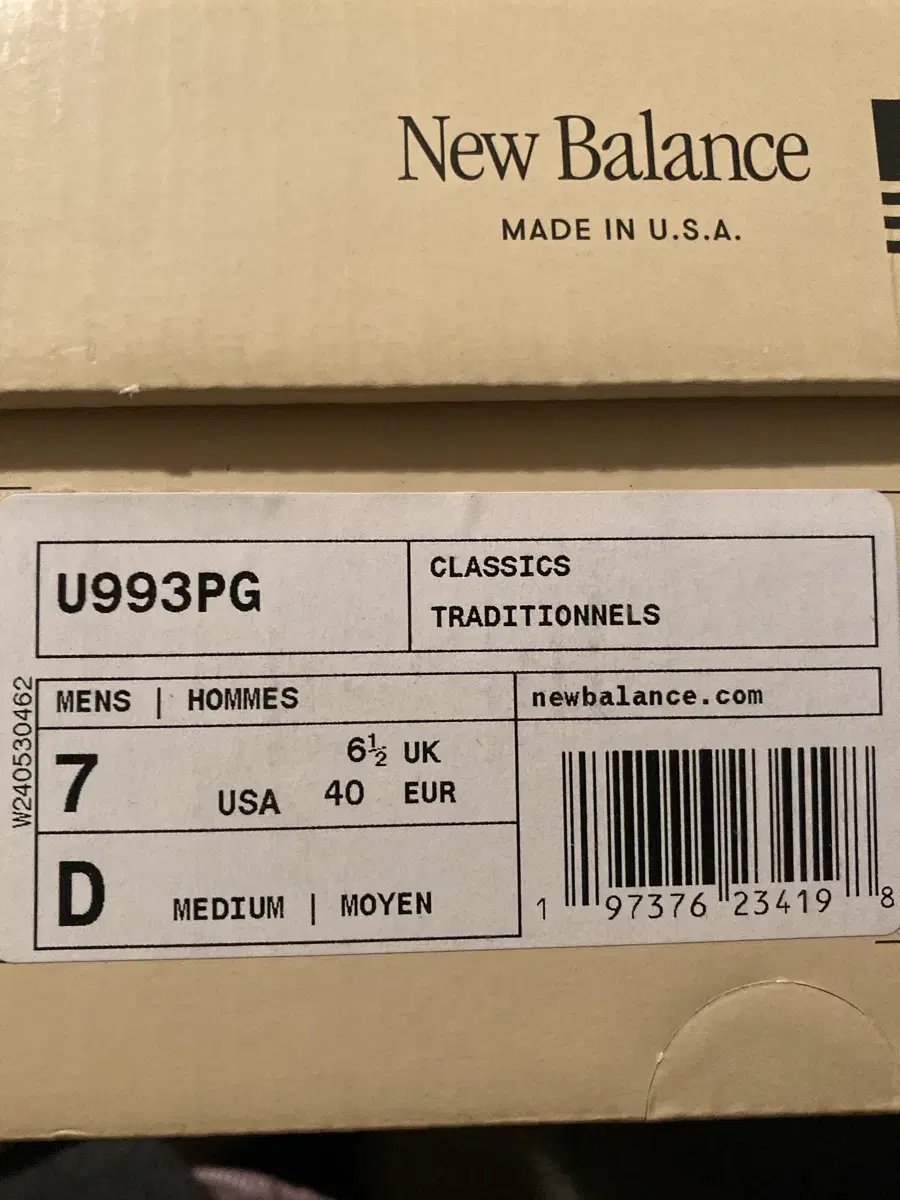 New Balance
MADE IN U.S.A.
U993PG
CLASSICS
TRADITIONNELS
W240530462
MENS | HOMMES
newbalance.com
7 USA
6½ UK
40 EUR
D MEDIUM | MOYEN
1 97376 23419 8